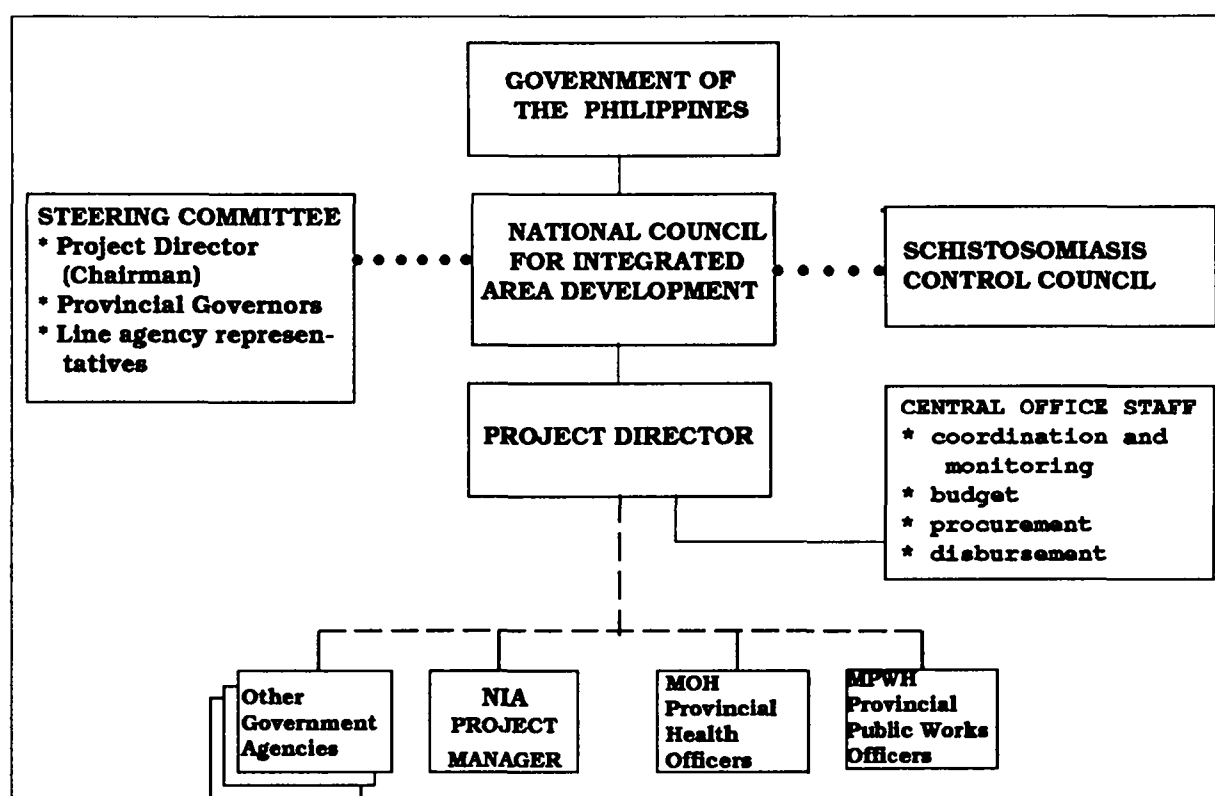 GOVERNMENT OF
THE PHILIPPINES
STEERING COMMITTEE
* Project Director
(Chairman)
* Provincial Governors
* Line agency represen-
tatives
NATIONAL COUNCIL
FOR INTEGRATED
AREA DEVELOPMENT
SCHISTOSOMIASIS
CONTROL COUNCIL
PROJECT DIRECTOR
CENTRAL OFFICE STAFF
* coordination and
monitoring
* budget
* procurement
* disbursement
Other
Government
Agencies
NIA
PROJECT
MANAGER
MOH
Provincial
Health
Officers
MPWH
Provincial
Public Works
Officers